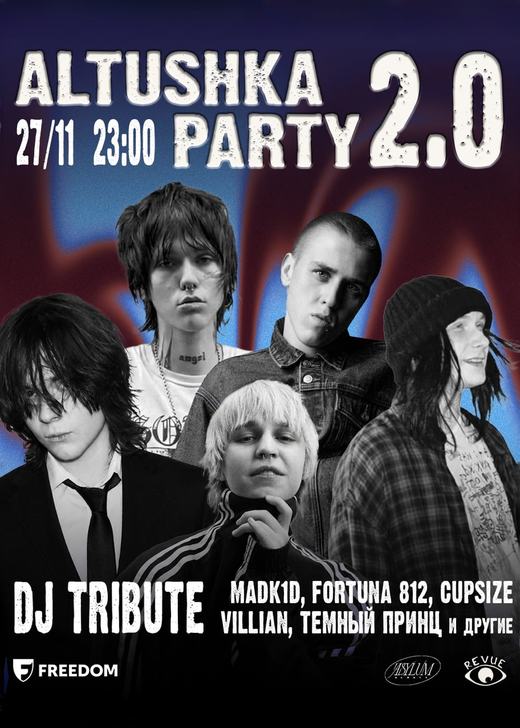 ALTUSHKA
PARTY 2.0
27/11 23:00
angel
DJ TRIBUTE
MADK1D, FORTUNA 812, CUPSIZE
VILLIAN, ТЕМНЫЙ ПРИНЦ и другие
FREEDOM
ASYLUM
REVUE